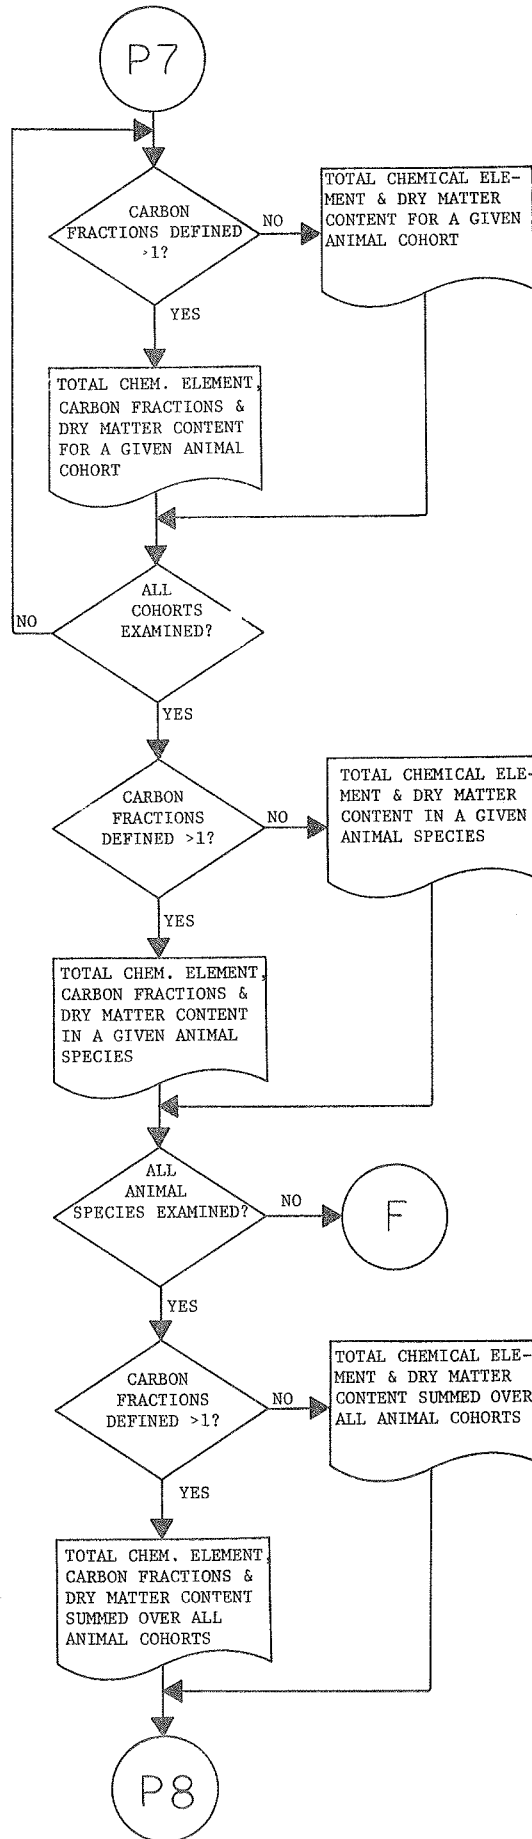 P7
CARBON
FRACTIONS DEFINED
>1?
NO
TOTAL CHEMICAL ELE-
MENT & DRY MATTER
CONTENT FOR A GIVEN
ANIMAL COHORT
YES
TOTAL CHEM. ELEMENT,
CARBON FRACTIONS &
DRY MATTER CONTENT
FOR A GIVEN ANIMAL
COHORT
ALL
COHORTS
EXAMINED?
NO
YES
CARBON
FRACTIONS
DEFINED >1?
NO
TOTAL CHEMICAL ELE-
MENT & DRY MATTER
CONTENT IN A GIVEN
ANIMAL SPECIES
YES
TOTAL CHEM. ELEMENT,
CARBON FRACTIONS &
DRY MATTER CONTENT
IN A GIVEN ANIMAL
SPECIES
ALL
ANIMAL
SPECIES EXAMINED?
NO
F
YES
CARBON
FRACTIONS
DEFINED >1?
NO
TOTAL CHEMICAL ELE-
MENT & DRY MATTER
CONTENT SUMMED OVER
ALL ANIMAL COHORTS
YES
TOTAL CHEM. ELEMENT,
CARBON FRACTIONS &
DRY MATTER CONTENT
SUMMED OVER ALL
ANIMAL COHORTS
P8